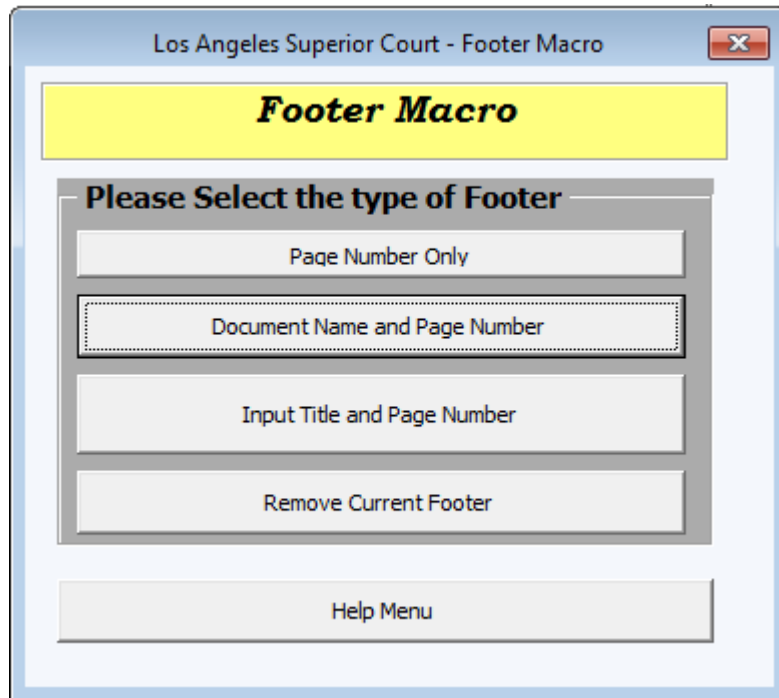 Los Angeles Superior Court - Footer Macro
Footer Macro
Please Select the type of Footer
Page Number Only
Document Name and Page Number
Input Title and Page Number
Remove Current Footer
Help Menu